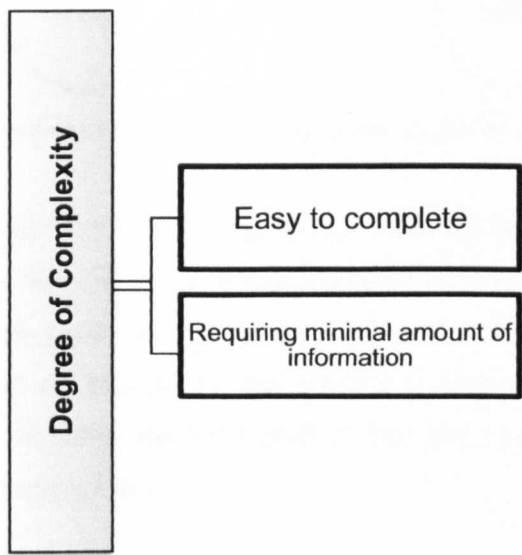 Degree of Complexity
Easy to complete
Requiring minimal amount of
information